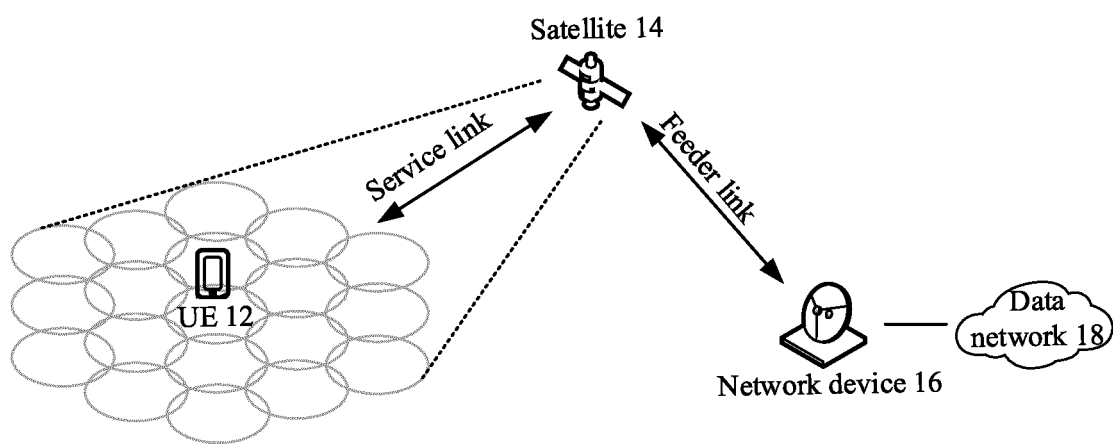 Satellite 14
Service link
Feeder link
UE 12
Data
network 18
Network device 16